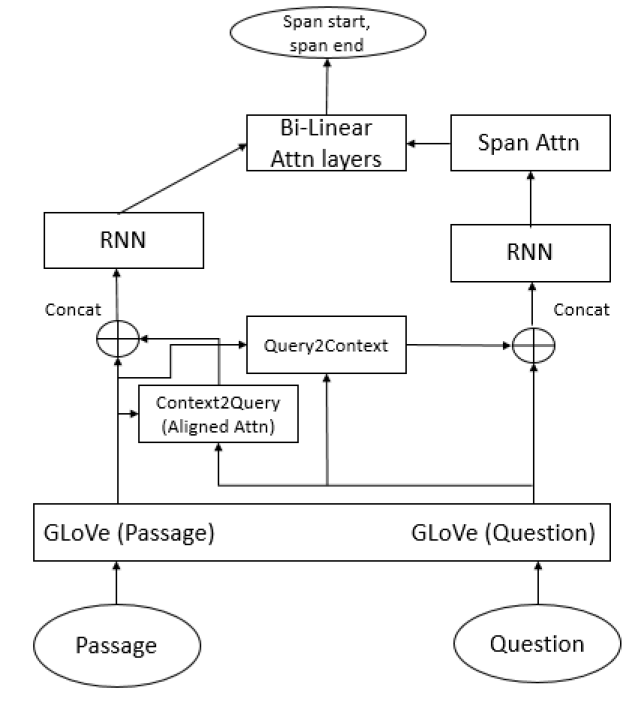 Span start,
span end
Bi-Linear
Attn layers
Span Attn
RNN
RNN
Concat
Concat
Query2Context
Context2Query
(Aligned Attn)
GLoVe (Passage)
GLoVe (Question)
Passage
Question